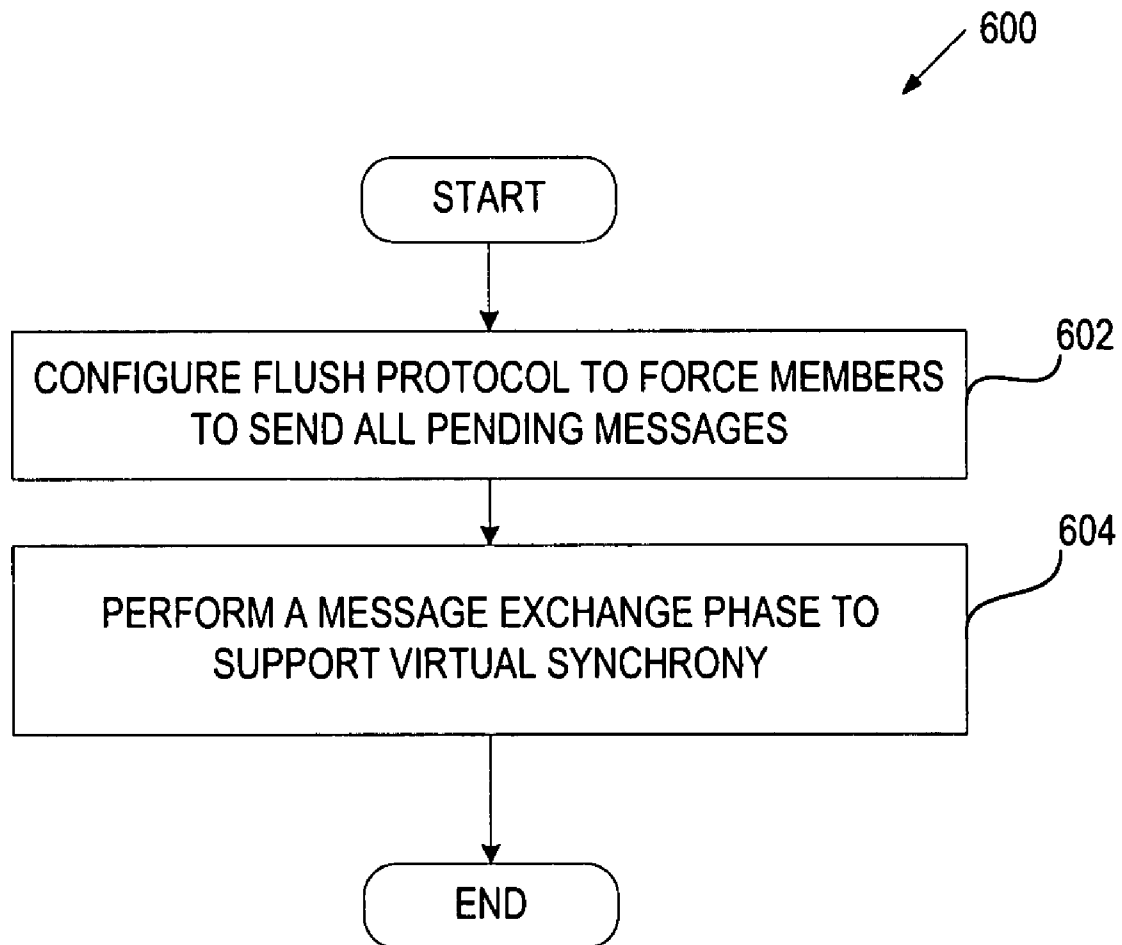 600
START
602
CONFIGURE FLUSH PROTOCOL TO FORCE MEMBERS
TO SEND ALL PENDING MESSAGES
604
PERFORM A MESSAGE EXCHANGE PHASE TO
SUPPORT VIRTUAL SYNCHRONY
END